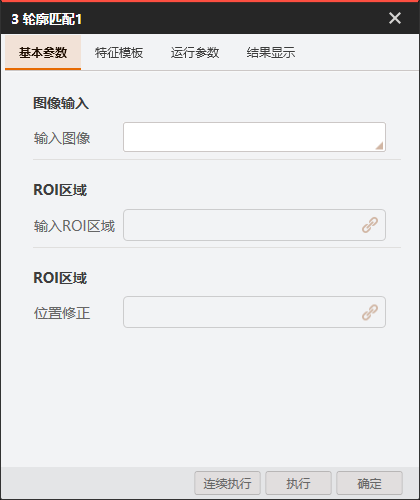 3 轮廓匹配1
基本参数 特征模板 运行参数 结果显示
图像输入
输入图像
ROI区域
输入ROI区域
ROI区域
位置修正
连续执行 执行 确定